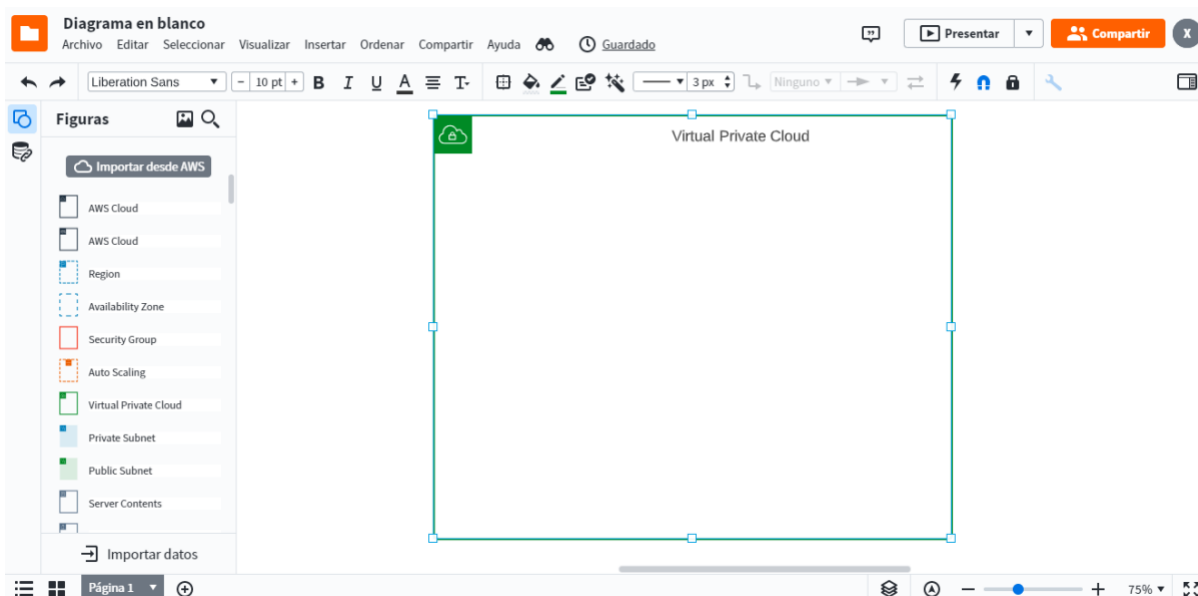 Diagrama en blanco
Archivo Editar Seleccionar Visualizar Insertar Ordenar Compartir Ayuda Guardado
Presentar
Compartir
X
Liberation Sans
− 10 pt +
B I U A T
3 px
Ninguno
Figuras
Importar desde AWS
AWS Cloud
AWS Cloud
Region
Availability Zone
Security Group
Auto Scaling
Virtual Private Cloud
Private Subnet
Public Subnet
Server Contents
Importar datos
Virtual Private Cloud
Página 1
75%